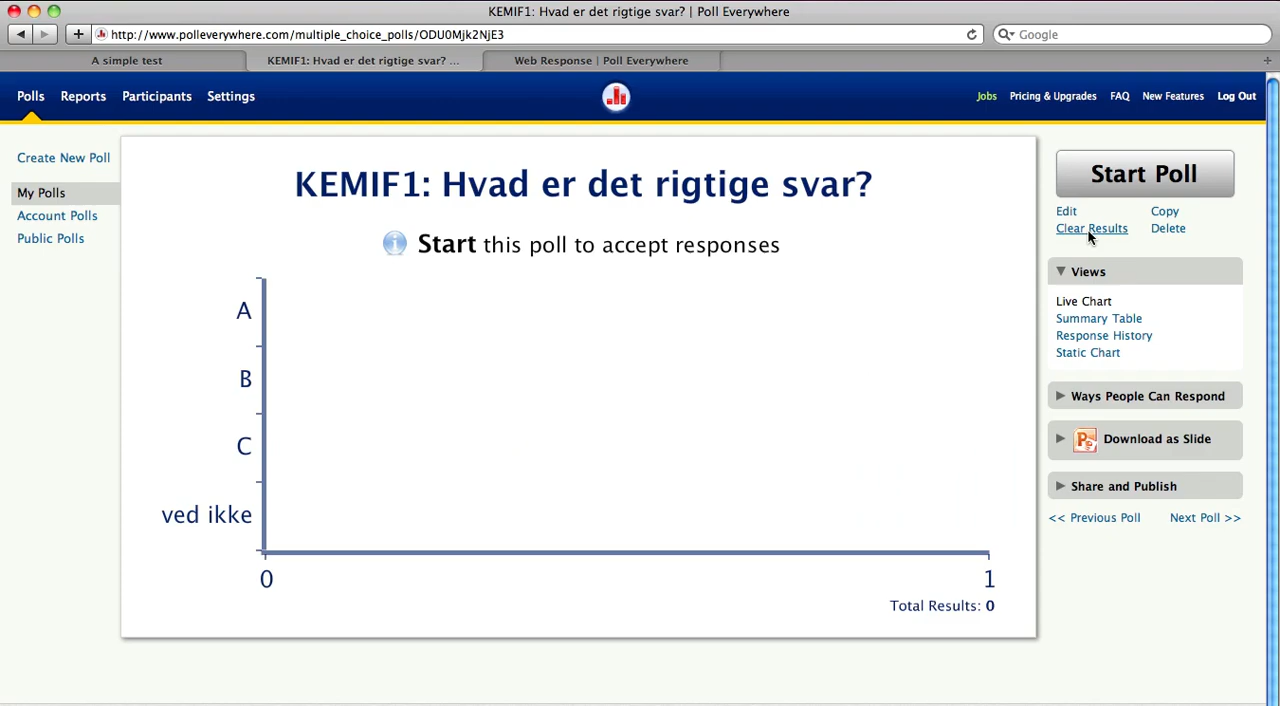 KEMIF1: Hvad er det rigtige svar? | Poll Everywhere
http://www.polleverywhere.com/multiple_choice_polls/ODU0Mjk2NjE3
Google
A simple test
KEMIF1: Hvad er det rigtige svar? ...
Web Response | Poll Everywhere
Polls Reports Participants Settings
Jobs Pricing & Upgrades FAQ New Features Log Out
Create New Poll
My Polls
Account Polls
Public Polls
KEMIF1: Hvad er det rigtige svar?
Start this poll to accept responses
A
B
C
ved ikke
0 1
Total Results: 0
Start Poll
Edit Copy
Clear Results Delete
Views
Live Chart
Summary Table
Response History
Static Chart
Ways People Can Respond
Download as Slide
Share and Publish
<< Previous Poll Next Poll >>